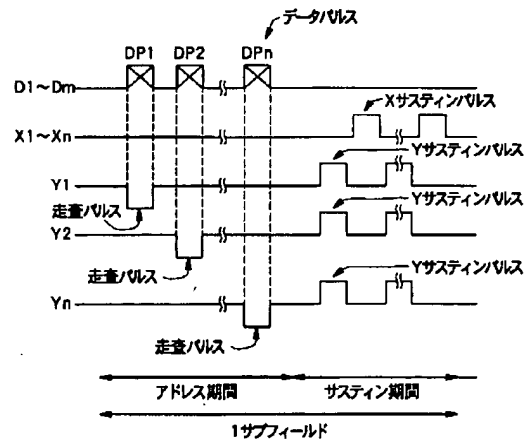 データパルス
DP1 DP2 DPn
D1～Dm
Xサスティンパルス
X1～Xn
Yサスティンパルス
Y1
走査パルス
Yサスティンパルス
Y2
走査パルス
Yサスティンパルス
Yn
走査パルス
アドレス期間 サスティン期間
1サブフィールド